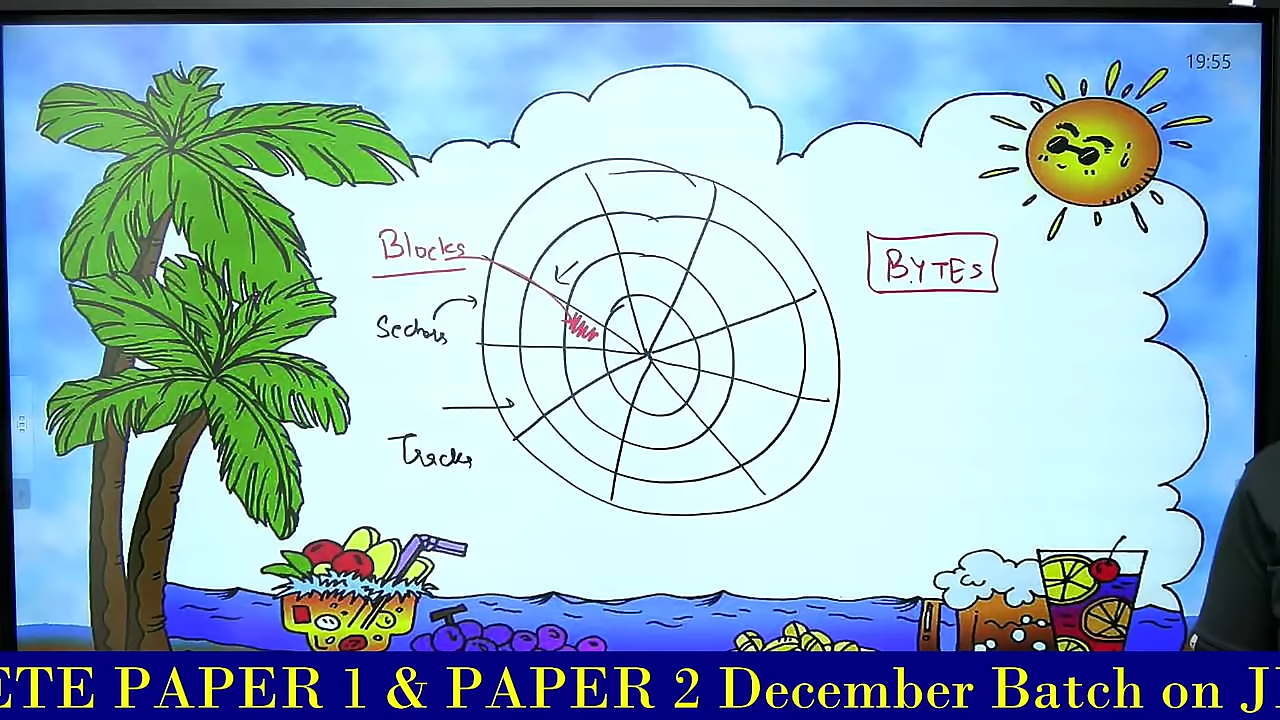 19:55
Blocks
BYTES
Sectors
Tracks
ETE PAPER 1 & PAPER 2 December Batch on J